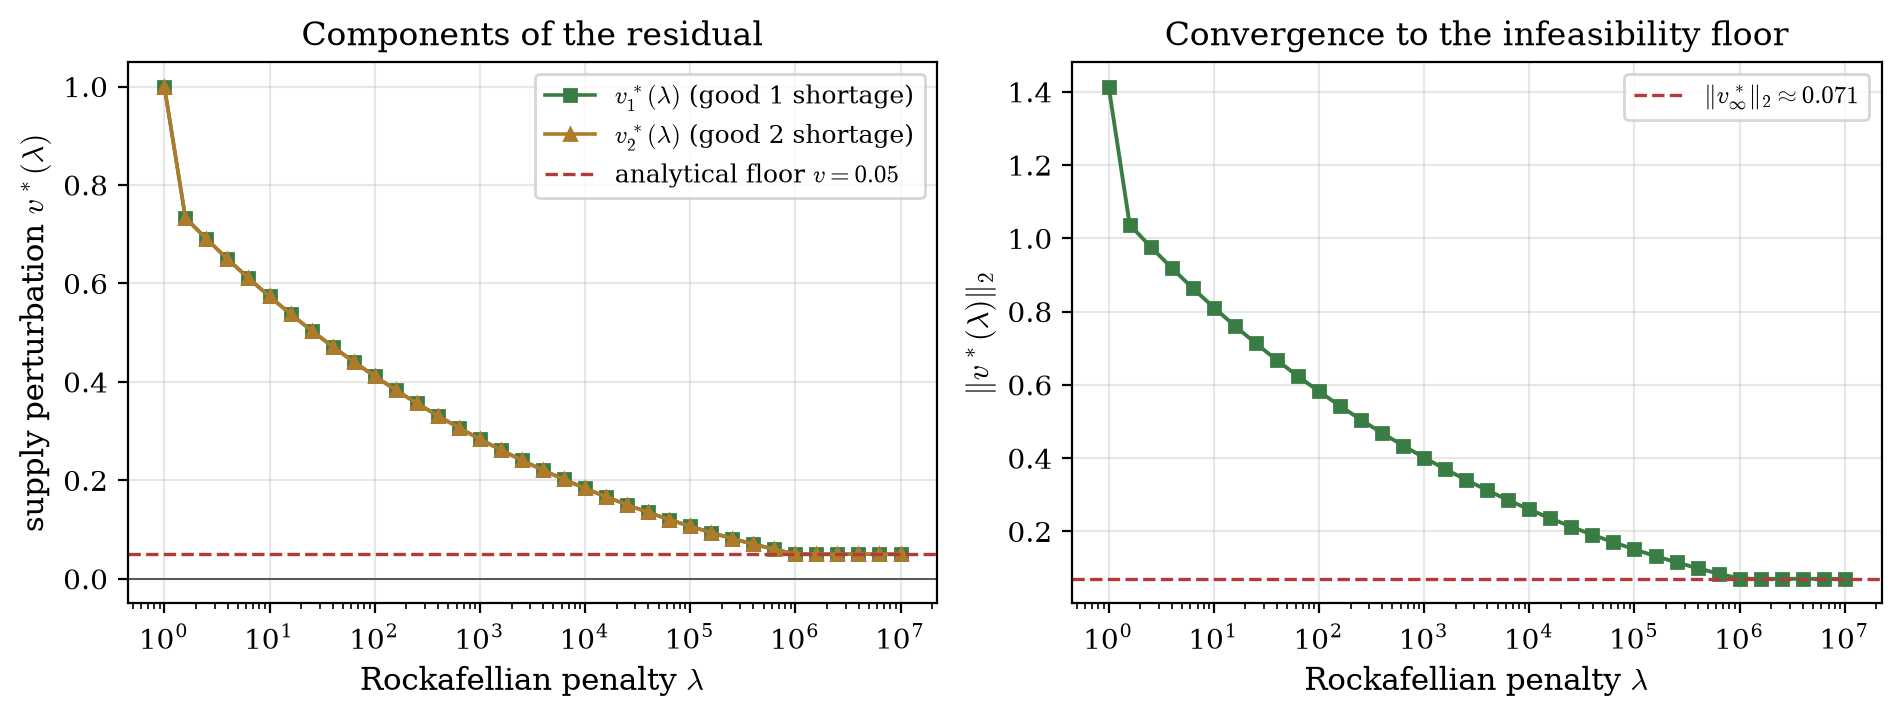 Components of the residual
supply perturbation v*(λ)
1.0
0.8
0.6
0.4
0.2
0.0
v₁*(λ) (good 1 shortage)
v₂*(λ) (good 2 shortage)
analytical floor v = 0.05
10⁰ 10¹ 10² 10³ 10⁴ 10⁵ 10⁶ 10⁷
Rockafellian penalty λ
Convergence to the infeasibility floor
‖v*(λ)‖₂
1.4
1.2
1.0
0.8
0.6
0.4
0.2
‖v*∞‖₂ ≈ 0.071
10⁰ 10¹ 10² 10³ 10⁴ 10⁵ 10⁶ 10⁷
Rockafellian penalty λ